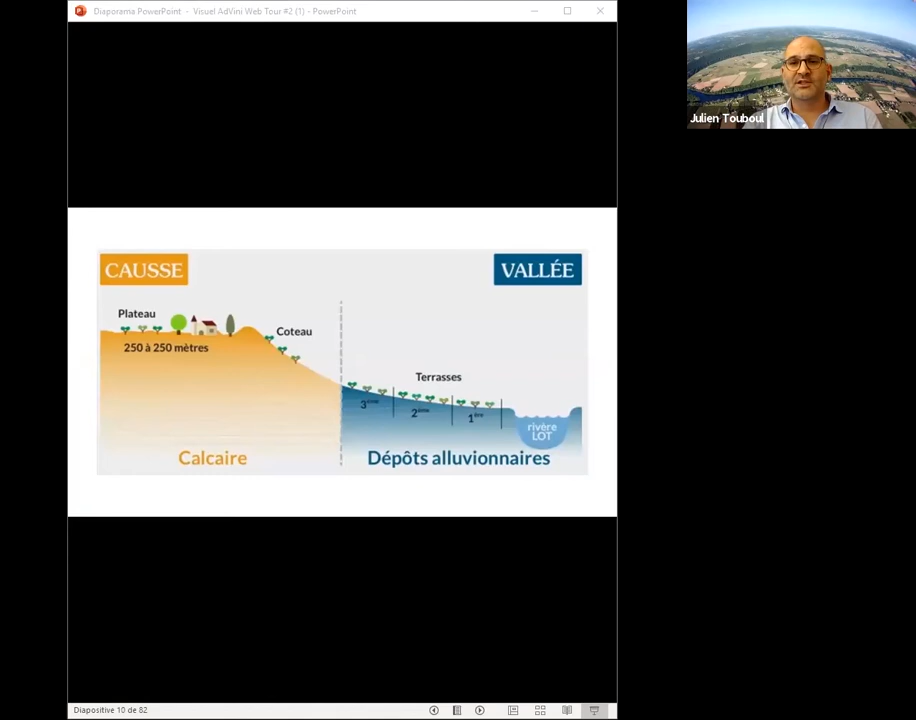 Diaporama PowerPoint - Visuel AdVini Web Tour #2 (1) - PowerPoint
Julien Touboul
CAUSSE
VALLÉE
Plateau
Coteau
250 à 250 mètres
Terrasses
3ème
2ème
1ère
rivère
LOT
Calcaire
Dépôts alluvionnaires
Diapositive 10 de 82